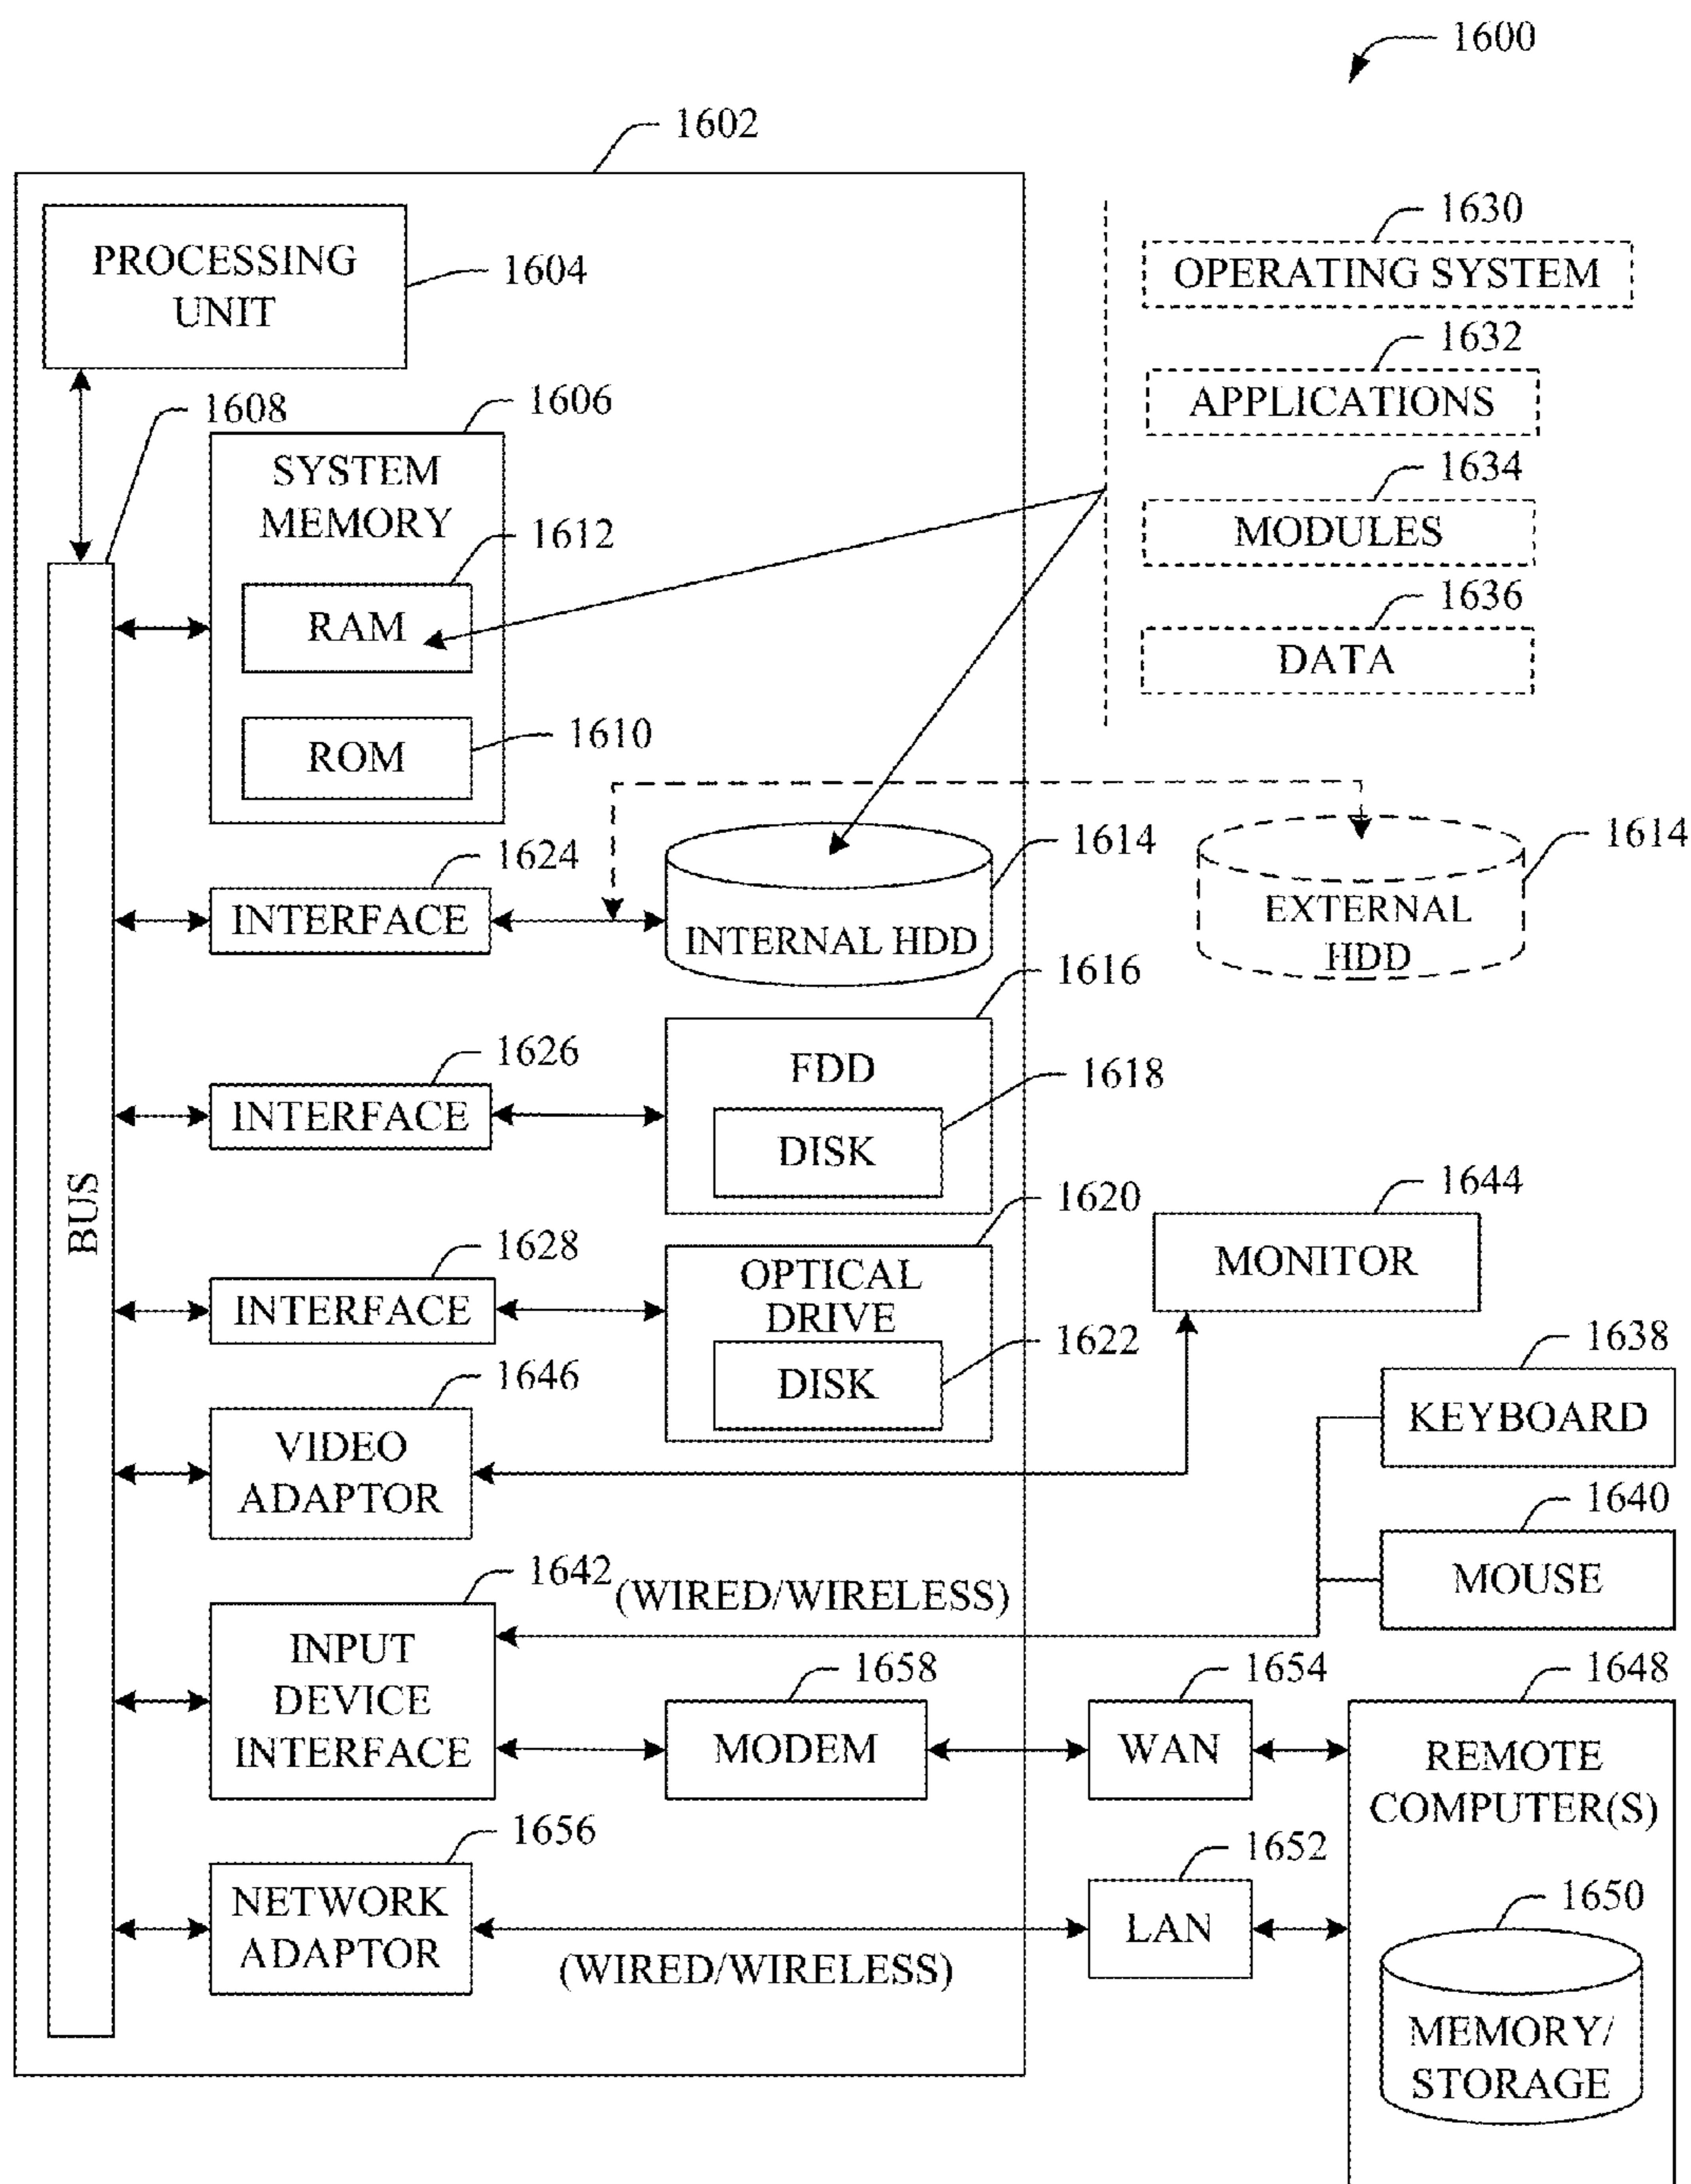 1600
1602
PROCESSING
UNIT
1604
1630
OPERATING SYSTEM
1632
APPLICATIONS
1634
MODULES
1636
DATA
1608
1606
SYSTEM
MEMORY
1612
RAM
1610
ROM
1624
INTERFACE
1614
INTERNAL HDD
1614
EXTERNAL
HDD
1626
INTERFACE
1616
FDD
1618
DISK
BUS
1628
INTERFACE
1620
OPTICAL
DRIVE
1622
DISK
1644
MONITOR
1646
VIDEO
ADAPTOR
1638
KEYBOARD
1640
MOUSE
1642
(WIRED/WIRELESS)
INPUT
DEVICE
INTERFACE
1658
MODEM
1654
WAN
1648
REMOTE
COMPUTER(S)
1656
NETWORK
ADAPTOR
(WIRED/WIRELESS)
1652
LAN
1650
MEMORY/
STORAGE